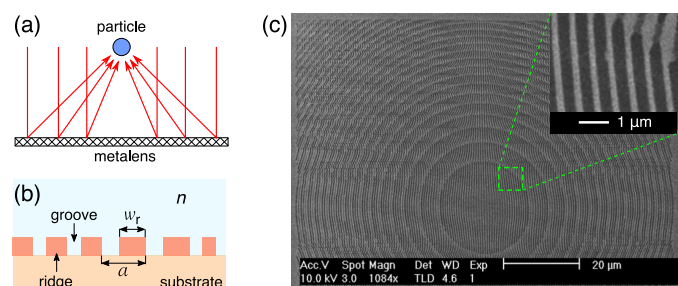 (a)
particle
metalens
(b)
n
groove
wr
a
ridge
substrate
(c)
1 µm
Acc.V Spot Magn Det WD Exp
10.0 kV 3.0 1084x TLD 4.6 1
20 µm